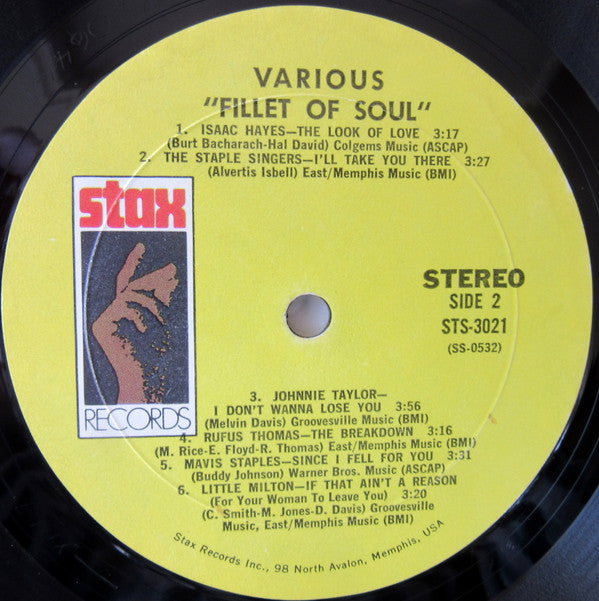 VARIOUS
"FILLET OF SOUL"
1. ISAAC HAYES—THE LOOK OF LOVE 3:17
(Burt Bacharach-Hal David) Colgems Music (ASCAP)
2. THE STAPLE SINGERS—I'LL TAKE YOU THERE 3:27
(Alvertis Isbell) East/Memphis Music (BMI)
stax
RECORDS
STEREO
SIDE 2
STS-3021
(SS-0532)
3. JOHNNIE TAYLOR—
I DON'T WANNA LOSE YOU 3:56
(Melvin Davis) Groovesville Music (BMI)
4. RUFUS THOMAS—THE BREAKDOWN 3:16
(M. Rice-E. Floyd-R. Thomas) East/Memphis Music (BMI)
5. MAVIS STAPLES—SINCE I FELL FOR YOU 3:31
(Buddy Johnson) Warner Bros. Music (ASCAP)
6. LITTLE MILTON—IF THAT AIN'T A REASON
(For Your Woman To Leave You) 3:20
(C. Smith-M. Jones-D. Davis) Groovesville
Music, East/Memphis Music (BMI)
Stax Records Inc., 98 North Avalon, Memphis, USA